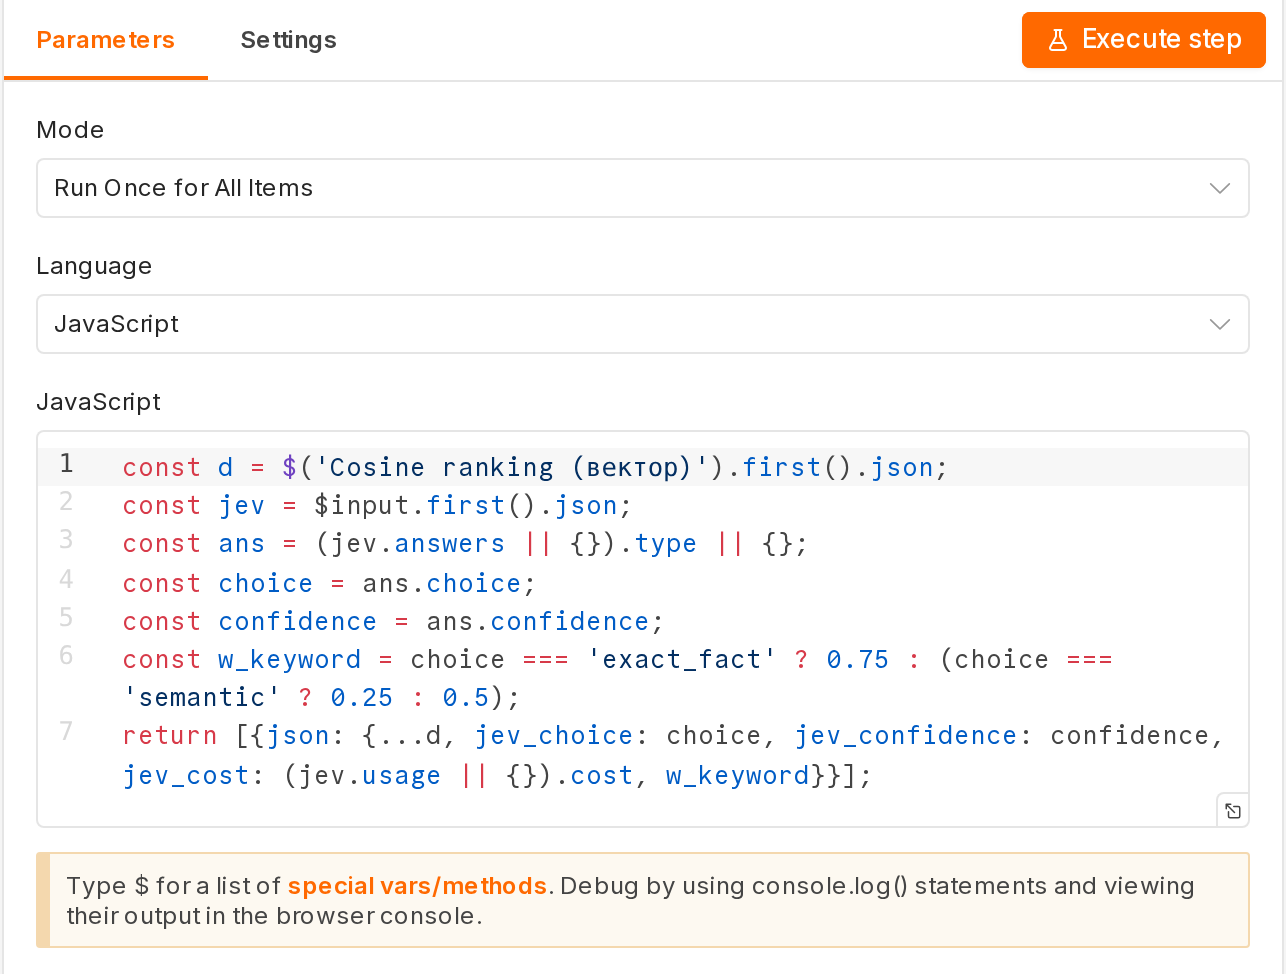 Parameters Settings Execute step
Mode
Run Once for All Items
Language
JavaScript
JavaScript
1 const d = $('Cosine ranking (вектор)').first().json;
2 const jev = $input.first().json;
3 const ans = (jev.answers || {}).type || {};
4 const choice = ans.choice;
5 const confidence = ans.confidence;
6 const w_keyword = choice === 'exact_fact' ? 0.75 : (choice ===
'semantic' ? 0.25 : 0.5);
7 return [{json: {...d, jev_choice: choice, jev_confidence: confidence,
jev_cost: (jev.usage || {}).cost, w_keyword}}];
Type $ for a list of special vars/methods. Debug by using console.log() statements and viewing
their output in the browser console.